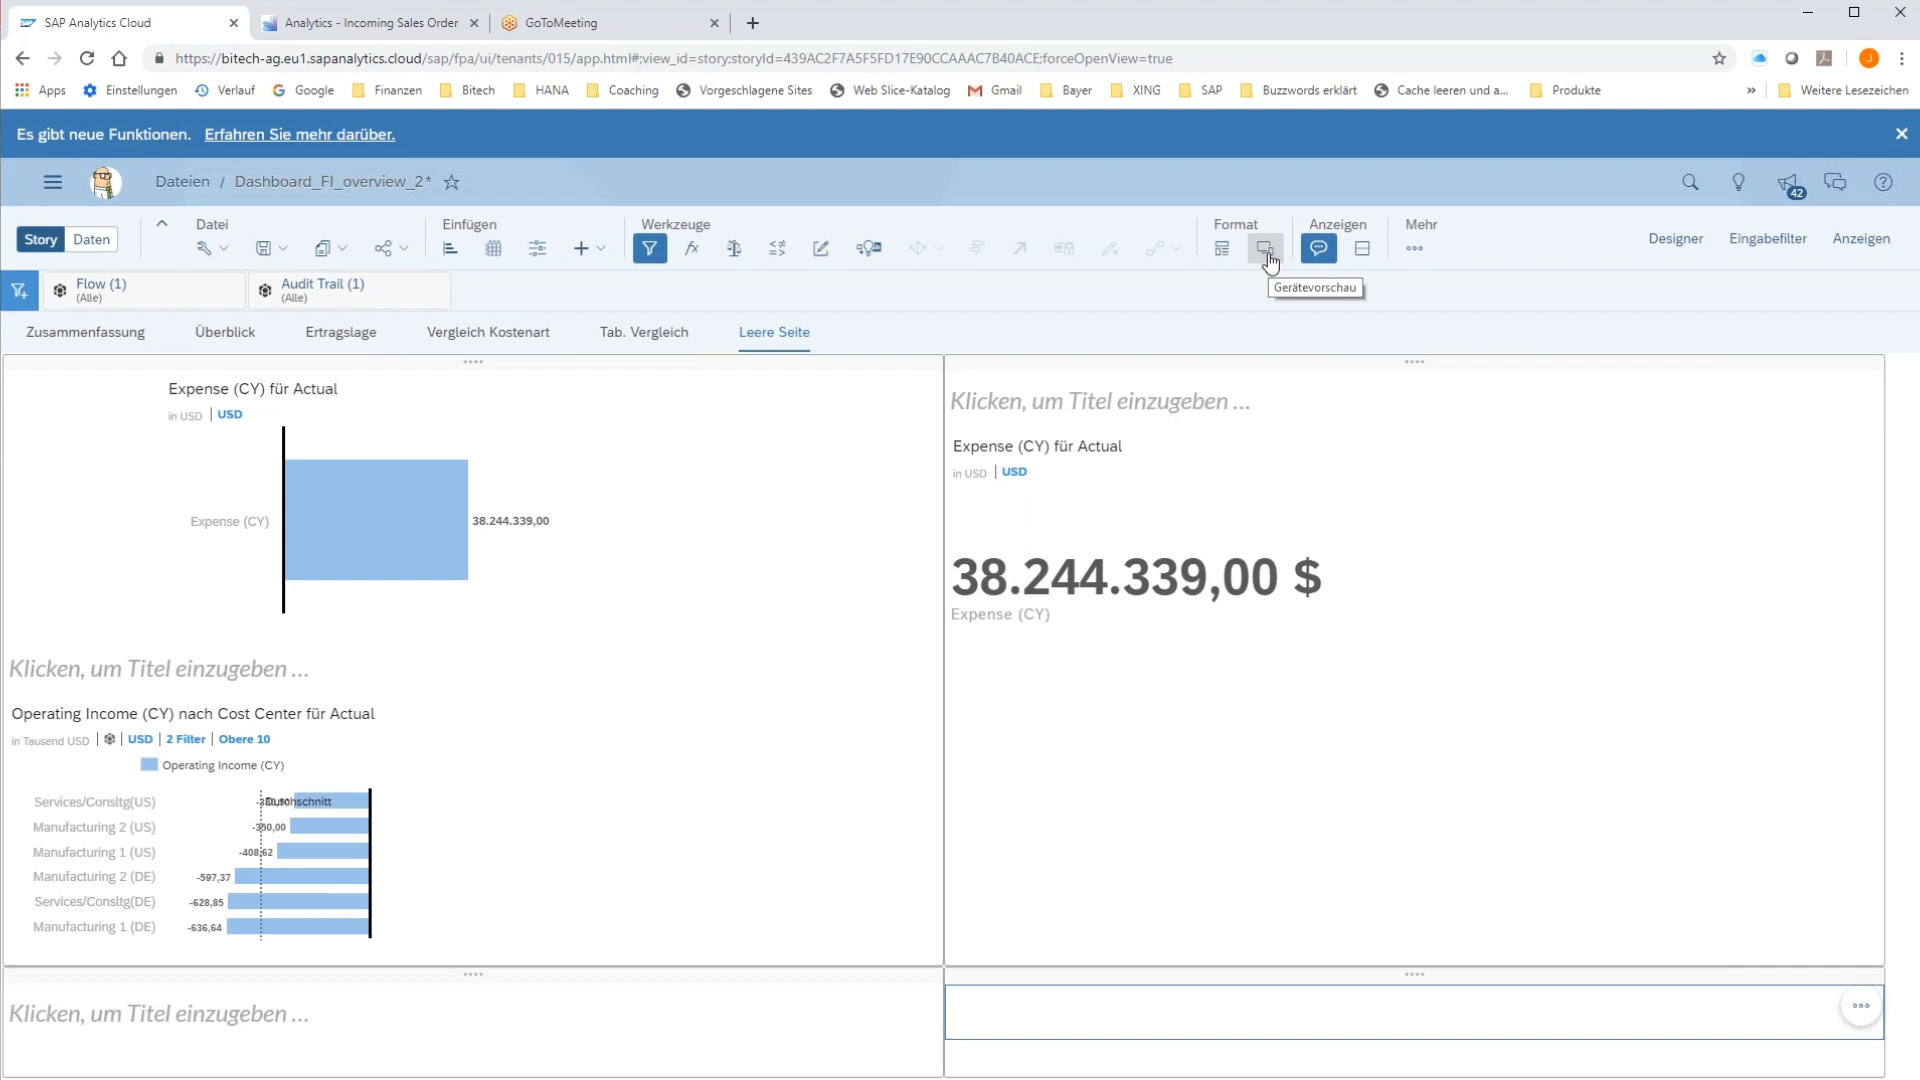 SAP Analytics Cloud
Analytics - Incoming Sales Order
GoToMeeting
https://bitech-ag.eu1.sapanalytics.cloud/sap/fpa/ui/tenants/015/app.html#;view_id=story;storyId=439AC2F7A5F5FD17E90CCAAAC7B40ACE;forceOpenView=true
J
Apps
Einstellungen
Verlauf
Google
Finanzen
Bitech
HANA
Coaching
Vorgeschlagene Sites
Web Slice-Katalog
Gmail
Bayer
XING
SAP
Buzzwords erklärt
Cache leeren und a...
Produkte
Weitere Lesezeichen
Es gibt neue Funktionen. Erfahren Sie mehr darüber.
Dateien / Dashboard_FI_overview_2*
42
Story
Daten
Datei
Einfügen
Werkzeuge
Format
Anzeigen
Mehr
Designer
Eingabefilter
Anzeigen
Gerätevorschau
Flow (1)
(Alle)
Audit Trail (1)
(Alle)
Zusammenfassung
Überblick
Ertragslage
Vergleich Kostenart
Tab. Vergleich
Leere Seite
Expense (CY) für Actual
in USD | USD
Expense (CY)
38.244.339,00
Klicken, um Titel einzugeben ...
Operating Income (CY) nach Cost Center für Actual
in Tausend USD | USD | 2 Filter | Obere 10
Operating Income (CY)
Services/Consltg(US)
Durchschnitt
Manufacturing 2 (US)
-350,00
Manufacturing 1 (US)
-408,62
Manufacturing 2 (DE)
-597,37
Services/Consltg(DE)
-628,85
Manufacturing 1 (DE)
-636,64
Klicken, um Titel einzugeben ...
Expense (CY) für Actual
in USD | USD
38.244.339,00 $
Expense (CY)
Klicken, um Titel einzugeben ...